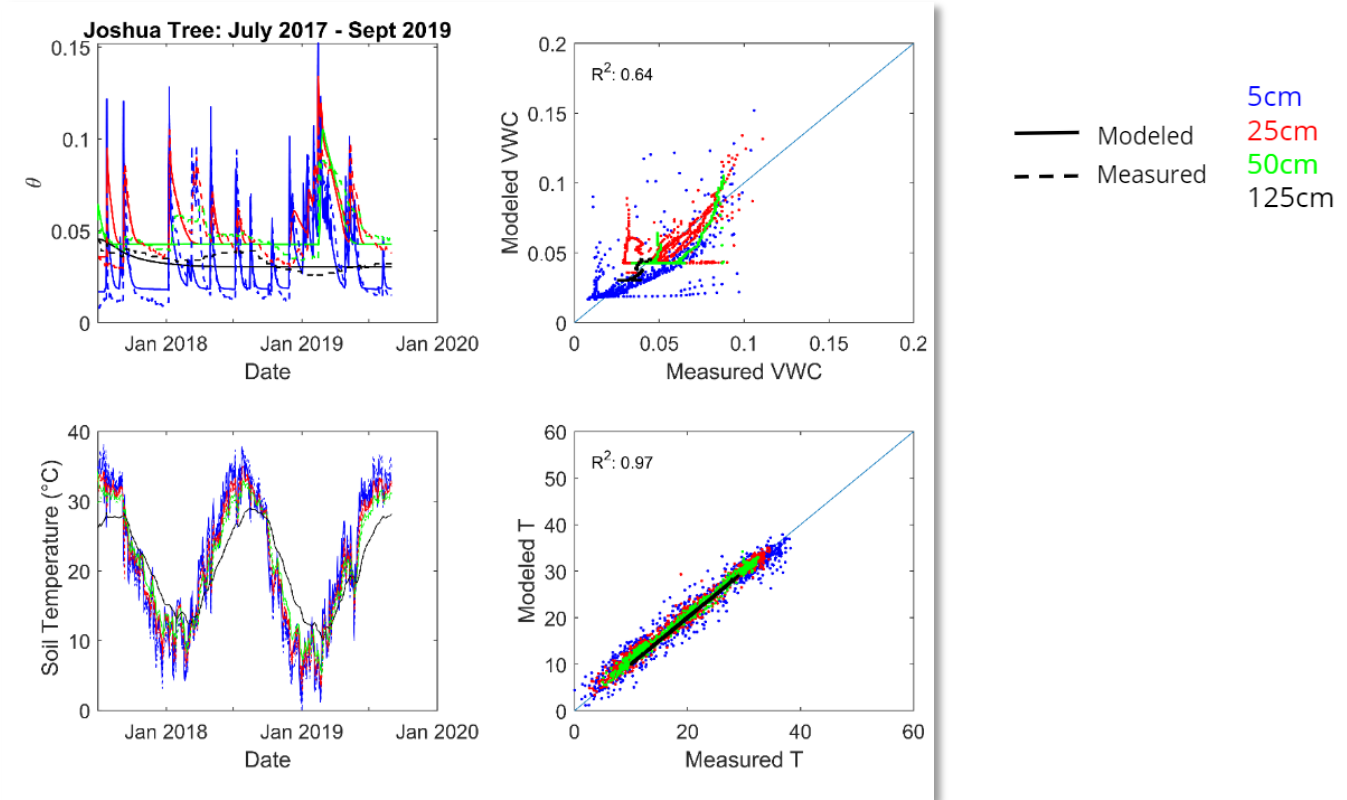 Joshua Tree: July 2017 - Sept 2019
0.15
0.1
0.05
0
θ
Jan 2018
Jan 2019
Jan 2020
Date
0.2
0.15
0.1
0.05
0
Modeled VWC
R²: 0.64
0
0.05
0.1
0.15
0.2
Measured VWC
Modeled
Measured
5cm
25cm
50cm
125cm
40
30
20
10
0
Soil Temperature (°C)
Jan 2018
Jan 2019
Jan 2020
Date
60
50
40
30
20
10
0
Modeled T
R²: 0.97
0
20
40
60
Measured T